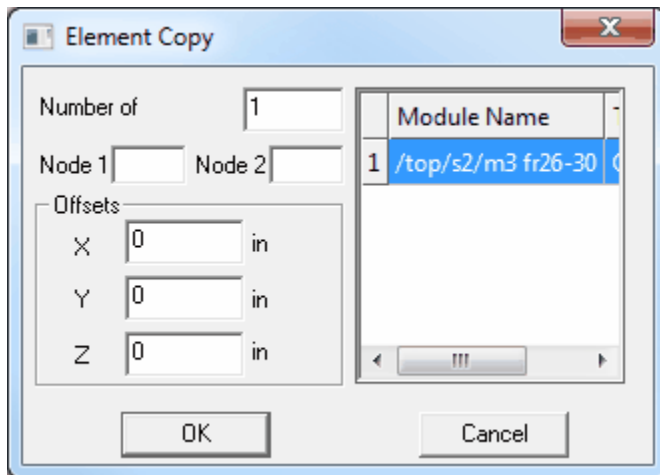 Element Copy
Number of 1
Node 1 Node 2
Offsets
X 0 in
Y 0 in
Z 0 in
Module Name
1 /top/s2/m3 fr26-30
OK Cancel